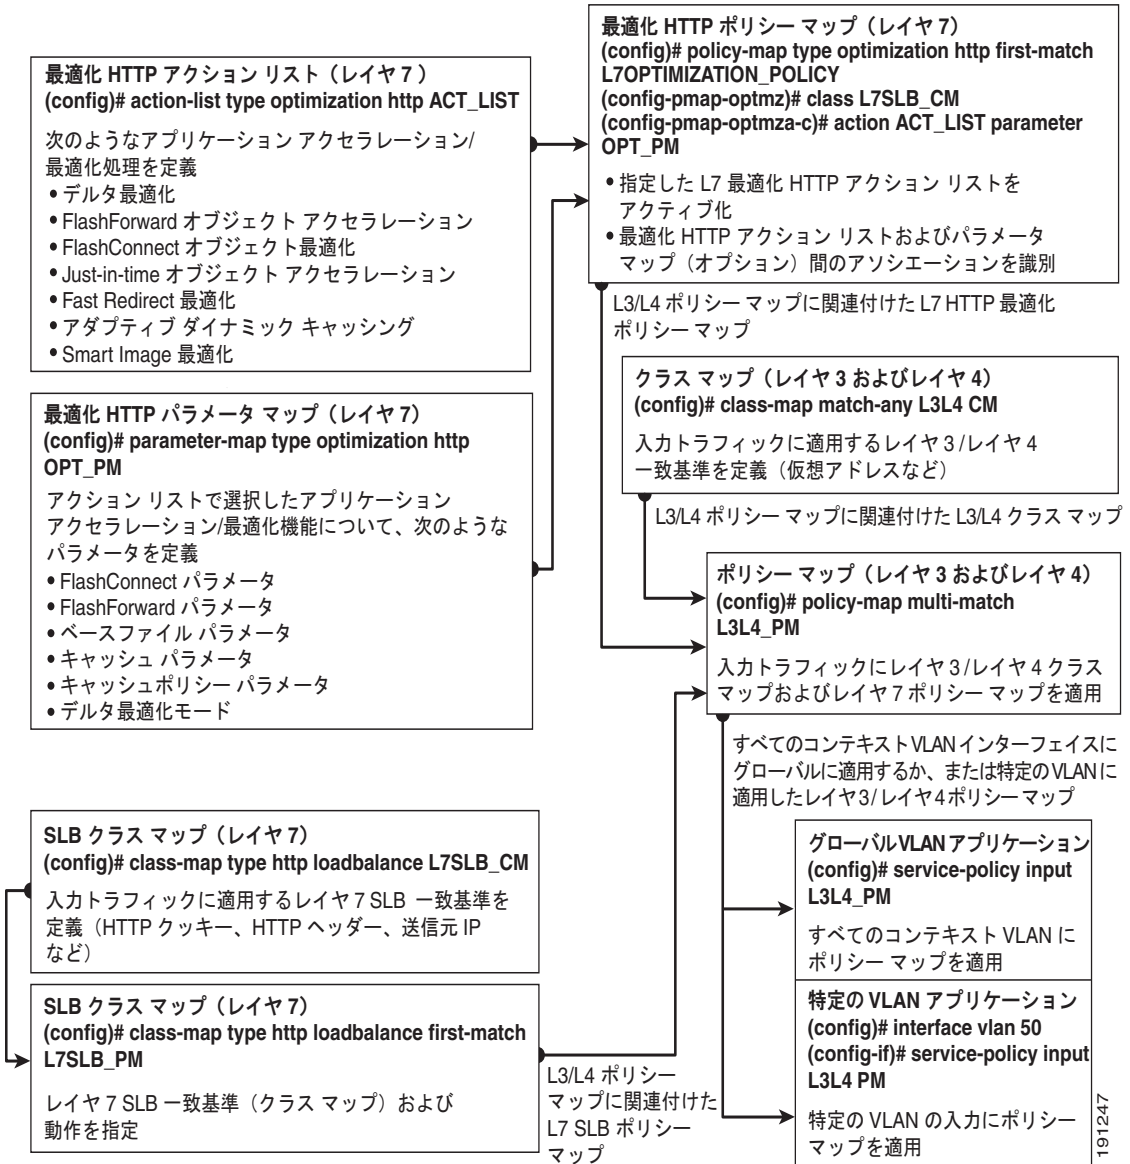 最適化 HTTP アクション リスト（レイヤ 7 ）
(config)# action-list type optimization http ACT_LIST
次のようなアプリケーション アクセラレーション/
最適化処理を定義
• デルタ最適化
• FlashForward オブジェクト アクセラレーション
• FlashConnect オブジェクト最適化
• Just-in-time オブジェクト アクセラレーション
• Fast Redirect 最適化
• アダプティブ ダイナミック キャッシング
• Smart Image 最適化
最適化 HTTP ポリシー マップ（レイヤ 7）
(config)# policy-map type optimization http first-match
L7OPTIMIZATION_POLICY
(config-pmap-optmz)# class L7SLB_CM
(config-pmap-optmza-c)# action ACT_LIST parameter
OPT_PM
• 指定した L7 最適化 HTTP アクション リストを
アクティブ化
• 最適化 HTTP アクション リストおよびパラメータ
マップ（オプション）間のアソシエーションを識別
L3/L4 ポリシー マップに関連付けた L7 HTTP 最適化
ポリシー マップ
最適化 HTTP パラメータ マップ（レイヤ 7）
(config)# parameter-map type optimization http
OPT_PM
アクション リストで選択したアプリケーション
アクセラレーション/最適化機能について、次のような
パラメータを定義
• FlashConnect パラメータ
• FlashForward パラメータ
• ベースファイル パラメータ
• キャッシュ パラメータ
• キャッシュポリシー パラメータ
• デルタ最適化モード
クラス マップ（レイヤ 3 およびレイヤ 4）
(config)# class-map match-any L3L4 CM
入力トラフィックに適用するレイヤ 3 /レイヤ 4
一致基準を定義（仮想アドレスなど）
L3/L4 ポリシー マップに関連付けた L3/L4 クラス マップ
ポリシー マップ（レイヤ 3 およびレイヤ 4）
(config)# policy-map multi-match
L3L4_PM
入力トラフィックにレイヤ 3 /レイヤ 4 クラス
マップおよびレイヤ 7 ポリシー マップを適用
すべてのコンテキスト VLAN インターフェイスに
グローバルに適用するか、または特定の VLAN に
適用したレイヤ 3 / レイヤ 4 ポリシー マップ
SLB クラス マップ（レイヤ 7）
(config)# class-map type http loadbalance L7SLB_CM
入力トラフィックに適用するレイヤ 7 SLB 一致基準を
定義（HTTP クッキー、HTTP ヘッダー、送信元 IP
など）
SLB クラス マップ（レイヤ 7）
(config)# class-map type http loadbalance first-match
L7SLB_PM
レイヤ 7 SLB 一致基準（クラス マップ）および
動作を指定
L3/L4 ポリシー
マップに関連付けた
L7 SLB ポリシー
マップ
グローバル VLAN アプリケーション
(config)# service-policy input
L3L4_PM
すべてのコンテキスト VLAN に
ポリシー マップを適用
特定の VLAN アプリケーション
(config)# interface vlan 50
(config-if)# service-policy input
L3L4 PM
特定の VLAN の入力にポリシー
マップを適用
191247